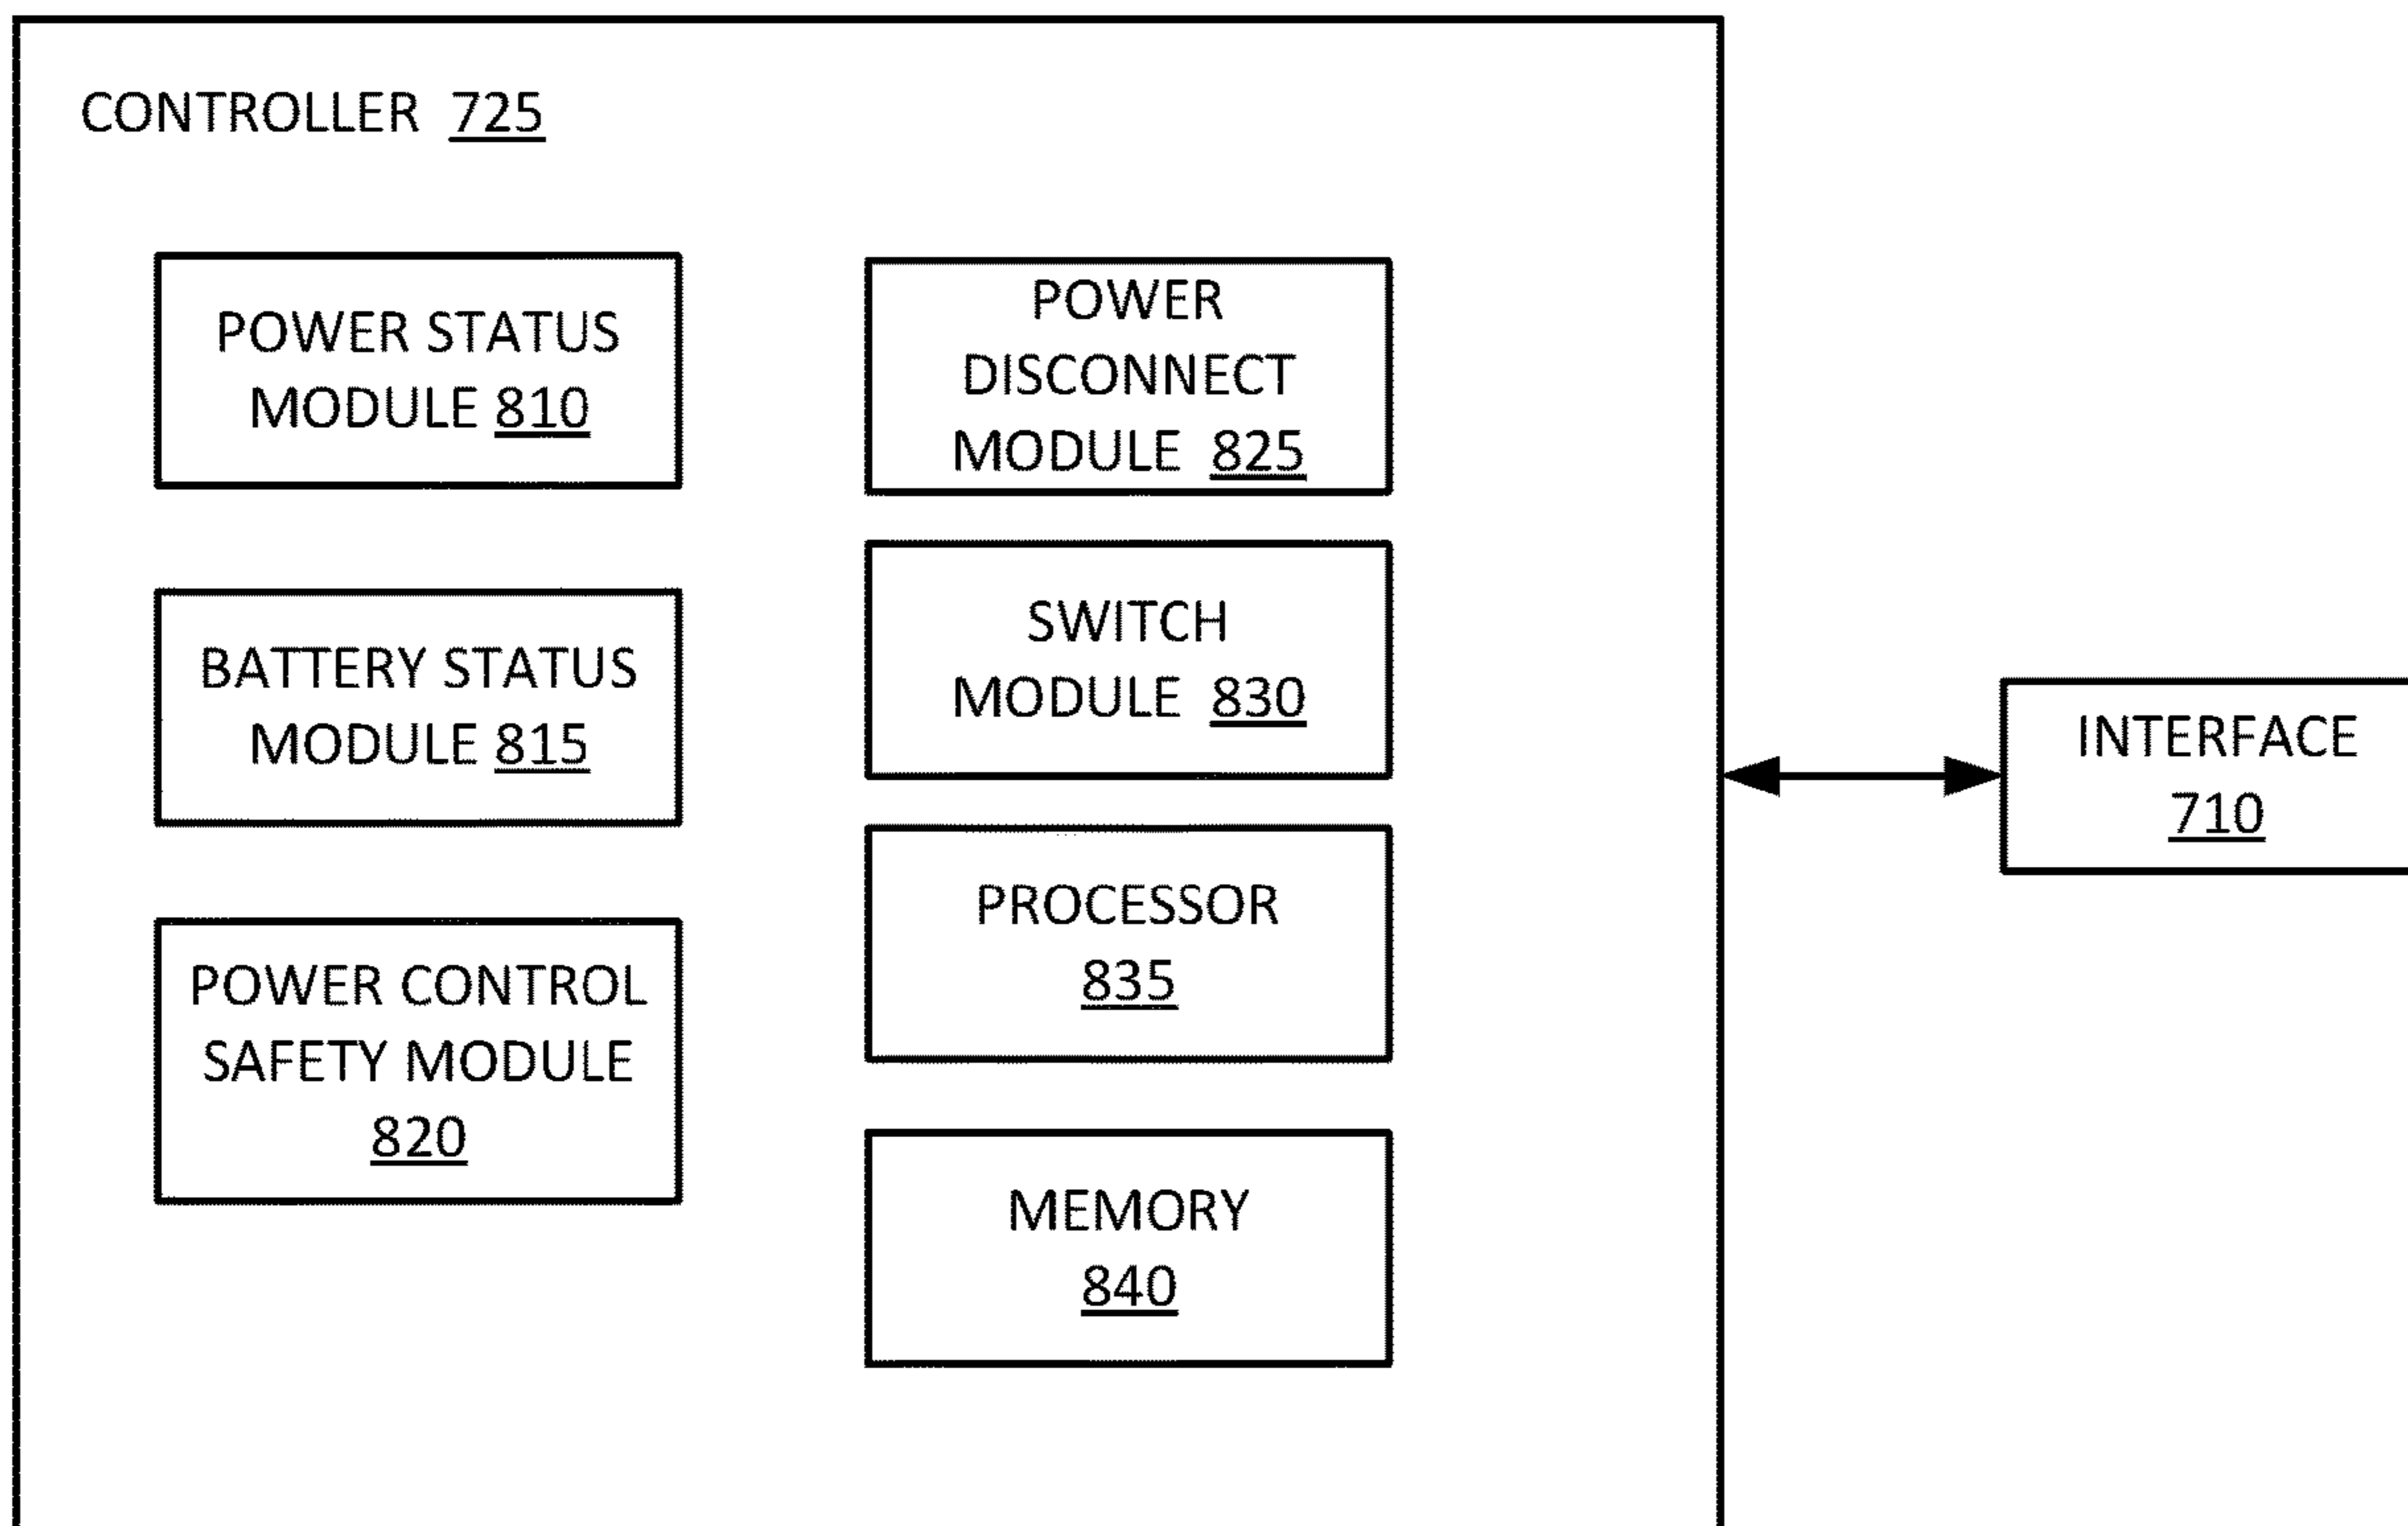 CONTROLLER 725
POWER STATUS
MODULE 810
BATTERY STATUS
MODULE 815
POWER CONTROL
SAFETY MODULE
820
POWER
DISCONNECT
MODULE 825
SWITCH
MODULE 830
PROCESSOR
835
MEMORY
840
INTERFACE
710